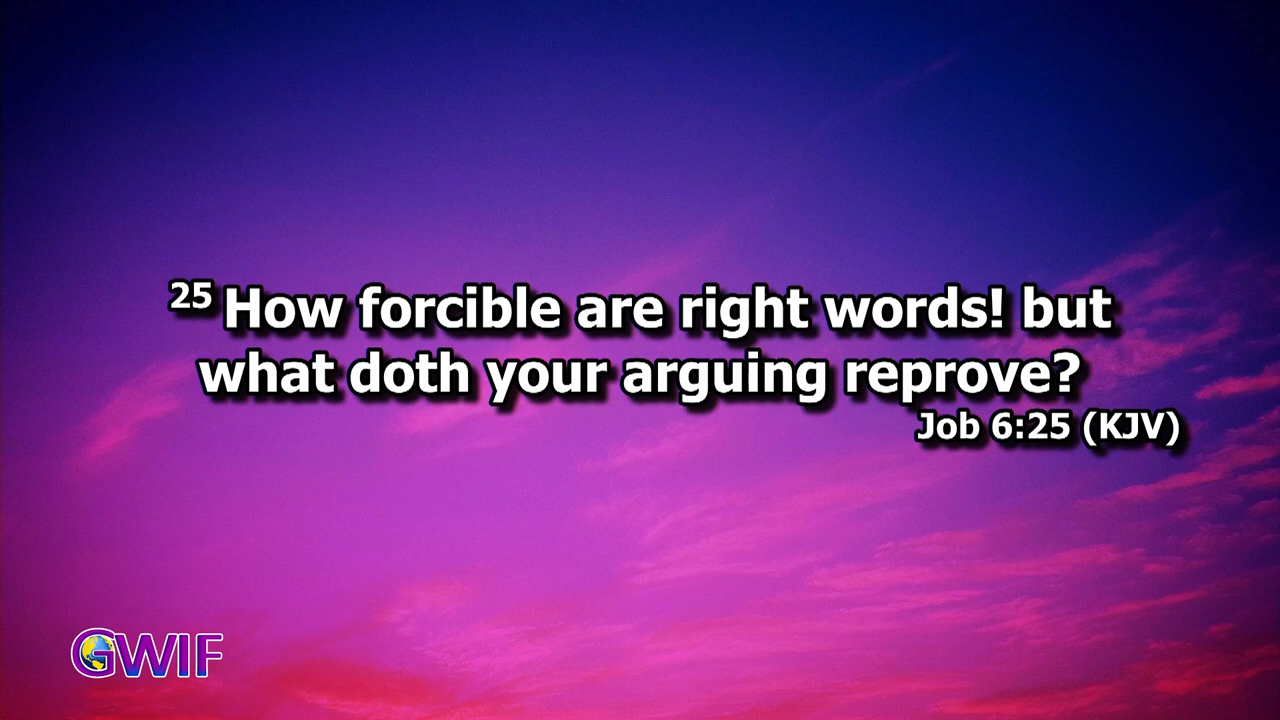 25 How forcible are right words! but
what doth your arguing reprove?
Job 6:25 (KJV)
GWIF